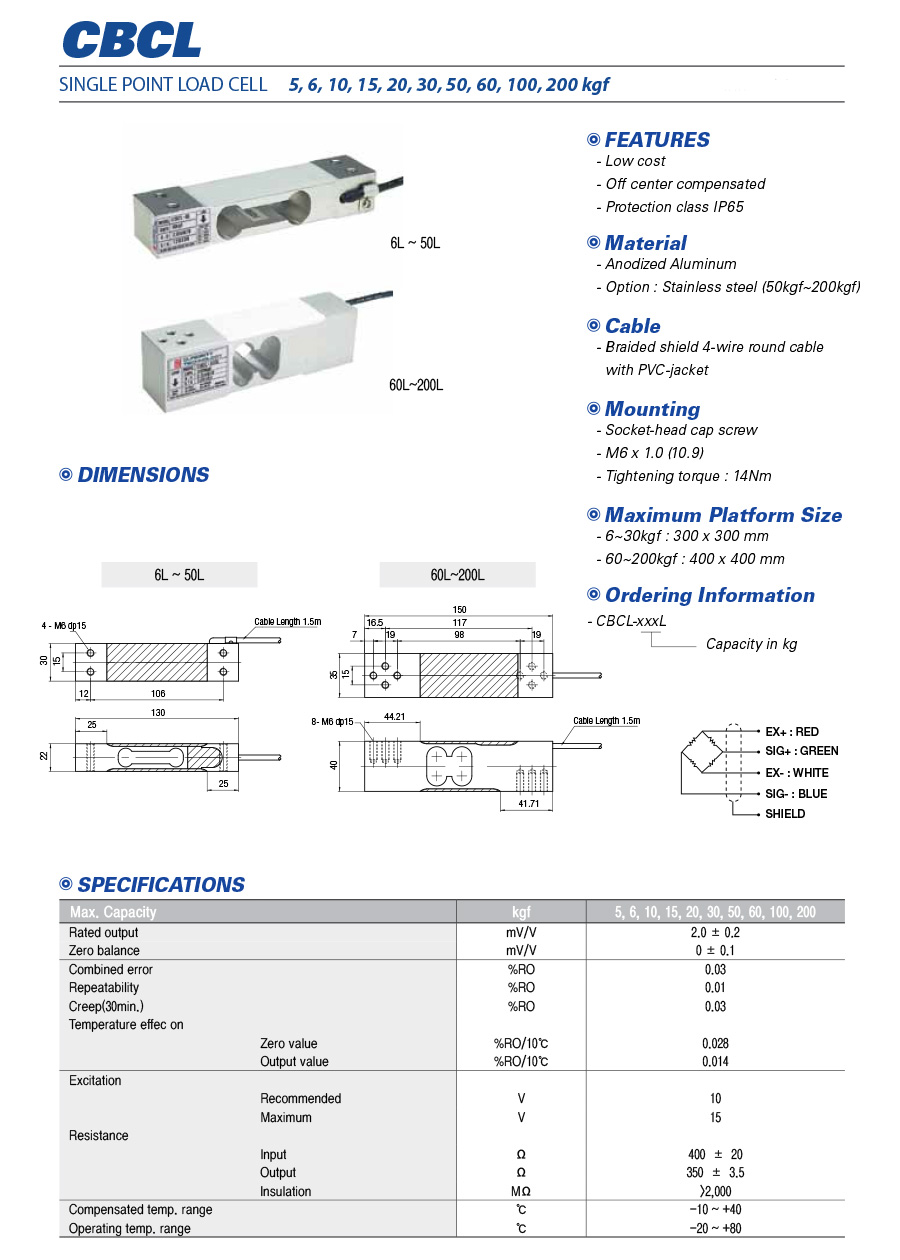 CBCL
SINGLE POINT LOAD CELL 5, 6, 10, 15, 20, 30, 50, 60, 100, 200 kgf
6L ~ 50L
60L~200L
FEATURES
- Low cost
- Off center compensated
- Protection class IP65
Material
- Anodized Aluminum
- Option : Stainless steel (50kgf~200kgf)
Cable
- Braided shield 4-wire round cable
with PVC-jacket
Mounting
- Socket-head cap screw
- M6 x 1.0 (10.9)
- Tightening torque : 14Nm
Maximum Platform Size
- 6~30kgf : 300 x 300 mm
- 60~200kgf : 400 x 400 mm
Ordering Information
- CBCL-xxxL
Capacity in kg
DIMENSIONS
6L ~ 50L
4 - M6 dp15
Cable Length 1.5m
30
15
12
106
130
25
22
25
60L~200L
150
16.5
117
7
19
98
19
35
15
8- M6 dp15
44.21
Cable Length 1.5m
40
41.71
EX+ : RED
SIG+ : GREEN
EX- : WHITE
SIG- : BLUE
SHIELD
SPECIFICATIONS
Max. Capacity kgf 5, 6, 10, 15, 20, 30, 50, 60, 100, 200
Rated output mV/V 2.0 ± 0.2
Zero balance mV/V 0 ± 0.1
Combined error %RO 0.03
Repeatability %RO 0.01
Creep(30min.) %RO 0.03
Temperature effec on
Zero value %RO/10℃ 0.028
Output value %RO/10℃ 0.014
Excitation
Recommended V 10
Maximum V 15
Resistance
Input Ω 400 ± 20
Output Ω 350 ± 3.5
Insulation MΩ >2,000
Compensated temp. range ℃ -10 ~ +40
Operating temp. range ℃ -20 ~ +80